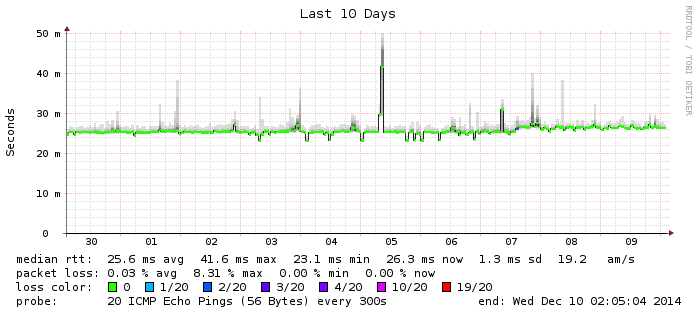 Last 10 Days
RRDTOOL / TOBI OETIKER
Seconds
50 m
40 m
30 m
20 m
10 m
0
30 01 02 03 04 05 06 07 08 09
median rtt: 25.6 ms avg 41.6 ms max 23.1 ms min 26.3 ms now 1.3 ms sd 19.2 am/s
packet loss: 0.03 % avg 8.31 % max 0.00 % min 0.00 % now
loss color: 0 1/20 2/20 3/20 4/20 10/20 19/20
probe: 20 ICMP Echo Pings (56 Bytes) every 300s end: Wed Dec 10 02:05:04 2014